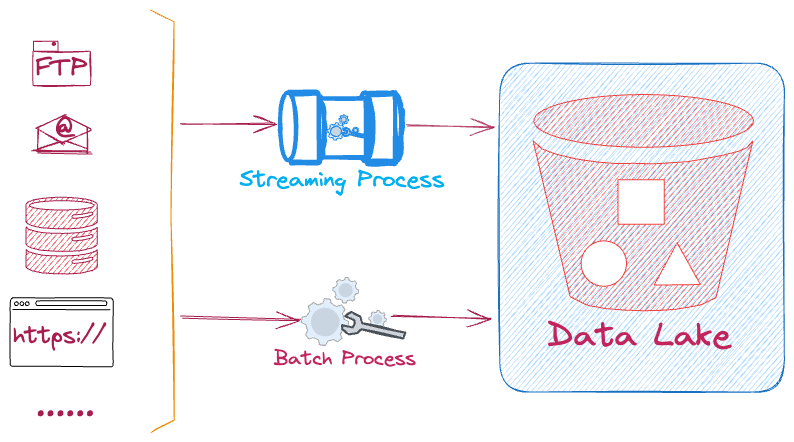 FTP
@
https://
......
Streaming Process
Batch Process
Data Lake